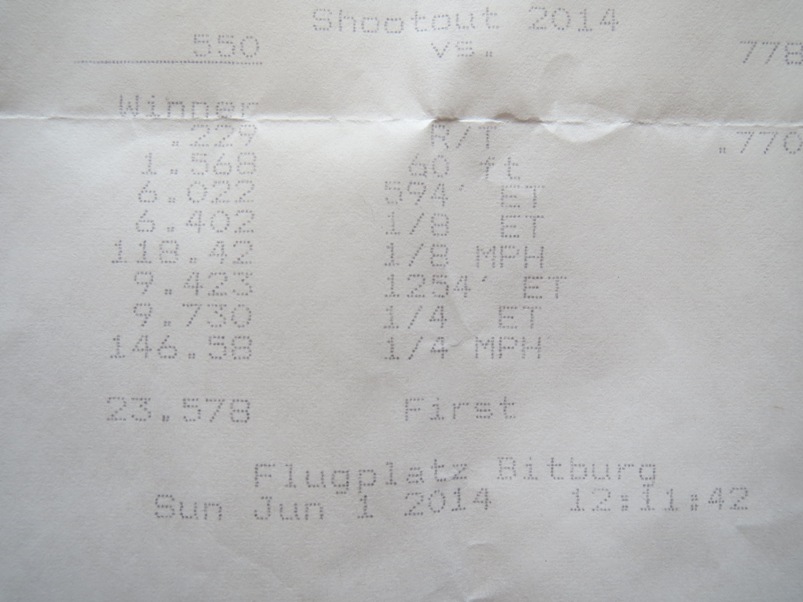 Shootout 2014
550 vs. 778
Winner
.229 R/T .770
1.568 60 ft
6.022 594' ET
6.402 1/8 ET
118.42 1/8 MPH
9.423 1254' ET
9.730 1/4 ET
146.58 1/4 MPH
23.578 First
Flugplatz Bitburg
Sun Jun 1 2014 12:11:42